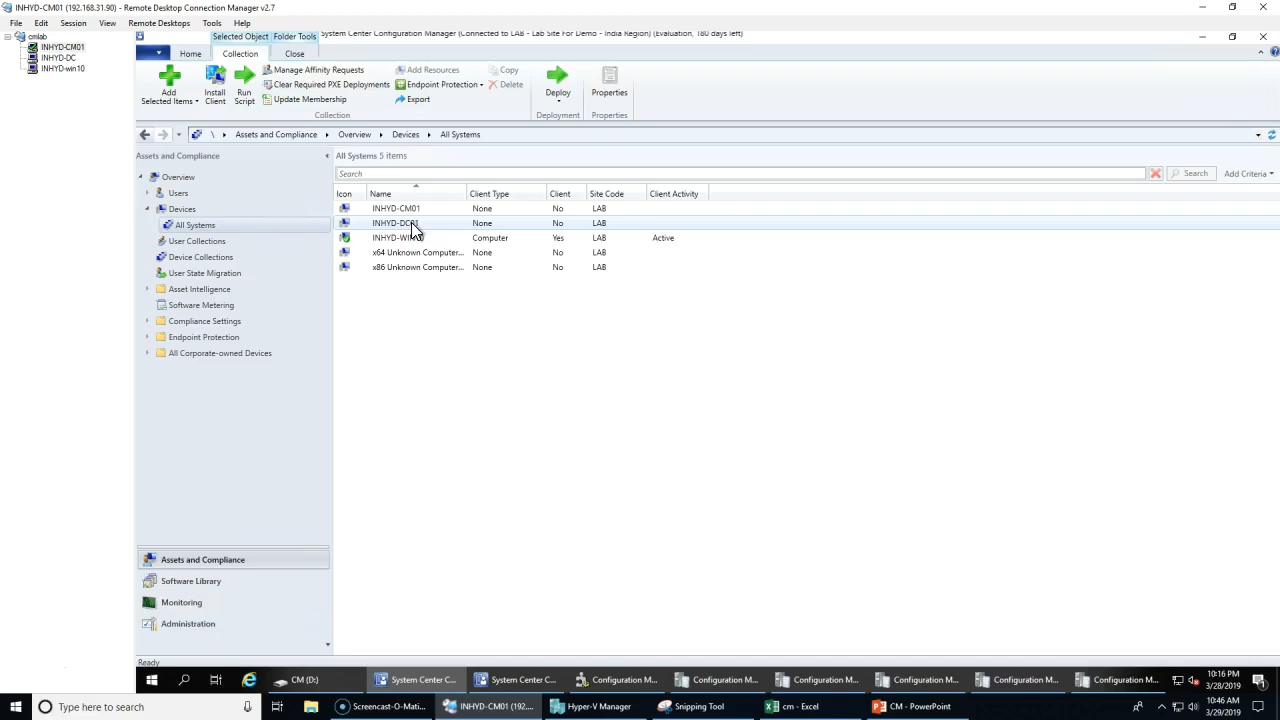 INHYD-CM01 (192.168.31.90) - Remote Desktop Connection Manager v2.7
File Edit Session View Remote Desktops Tools Help
cmlab
INHYD-CM01
INHYD-DC
INHYD-win10
Selected Object Folder Tools System Center Configuration Manager (Connected to LAB - Lab Site For Demo - India Region) (Evaluation, 180 days left)
Home Collection Close
Add Selected Items
Install Client
Run Script
Manage Affinity Requests
Clear Required PXE Deployments
Update Membership
Add Resources
Endpoint Protection
Export
Copy
Delete
Collection
Deploy
Deployment
Properties
Properties
\ Assets and Compliance Overview Devices All Systems
Assets and Compliance
Overview
Users
Devices
All Systems
User Collections
Device Collections
User State Migration
Asset Intelligence
Software Metering
Compliance Settings
Endpoint Protection
All Corporate-owned Devices
Assets and Compliance
Software Library
Monitoring
Administration
All Systems 5 items
Search Search Add Criteria
Icon Name Client Type Client Site Code Client Activity
INHYD-CM01 None No LAB
INHYD-DC01 None No LAB
Computer Yes LAB Active
x64 Unknown Computer... None No LAB
x86 Unknown Computer... None No LAB
Ready
CM (D:) System Center C... System Center C... Configuration M... Configuration M... Configuration M... Configuration M... Configuration M... Configuration M... 10:16 PM
3/28/2019
Type here to search Screencast-O-Mati... INHYD-CM01 (192.... Hyper-V Manager Snipping Tool cm - Excel CM - PowerPoint 10:46 AM
3/29/2019